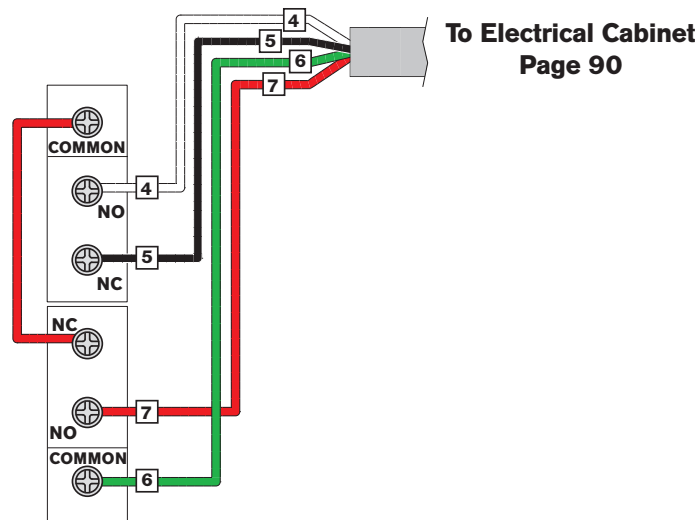 4
5
6
7
To Electrical Cabinet
Page 90
COMMON
4
NO
5
NC
NC
7
NO
COMMON
6